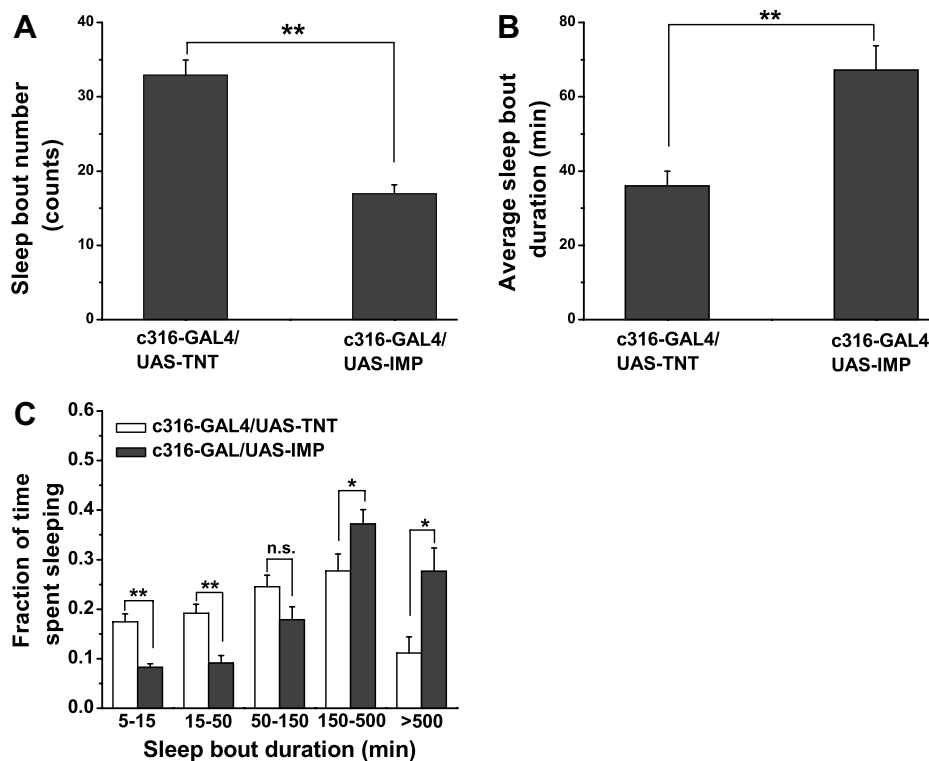 A
Sleep bout number
(counts)
40
30
20
10
0
**
c316-GAL4/
UAS-TNT
c316-GAL4/
UAS-IMP
B
Average sleep bout
duration (min)
80
60
40
20
0
**
c316-GAL4/
UAS-TNT
c316-GAL4
UAS-IMP
C
Fraction of time
spent sleeping
0.6
0.5
0.4
0.3
0.2
0.1
0.0
c316-GAL4/UAS-TNT
c316-GAL/UAS-IMP
**
**
n.s.
*
*
5-15
15-50
50-150
150-500
>500
Sleep bout duration (min)